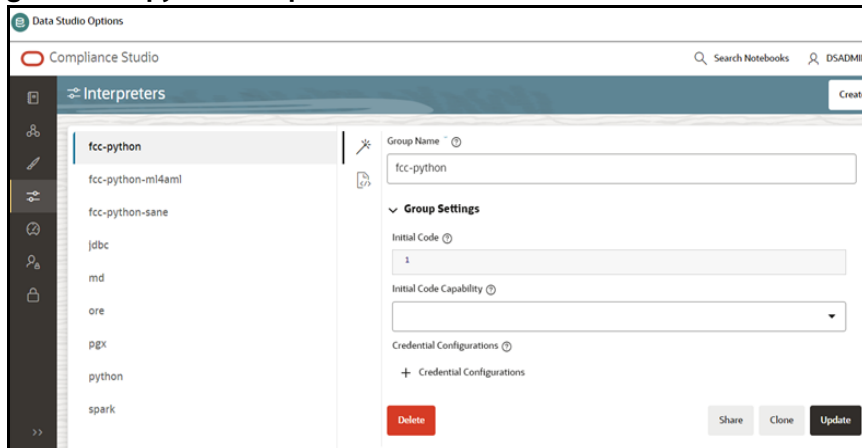 Data Studio Options
Compliance Studio
Search Notebooks
Interpreters
fcc-python
fcc-python-ml4aml
fcc-python-sane
jdbc
md
ore
pgx
python
spark
Group Name
fcc-python
Group Settings
Initial Code
1
Initial Code Capability
Credential Configurations
+ Credential Configurations
Delete
Share
Clone
Update
>>